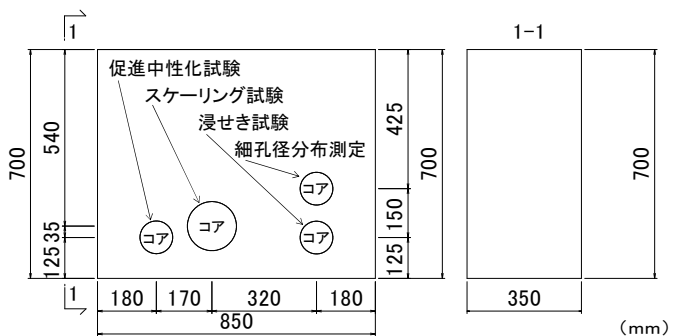 1
1-1
促進中性化試験
スケーリング試験
浸せき試験
細孔径分布測定
コア
コア
コア
コア
700
540
35
125
425
150
125
700
700
1
180
170
320
180
850
350
(mm)